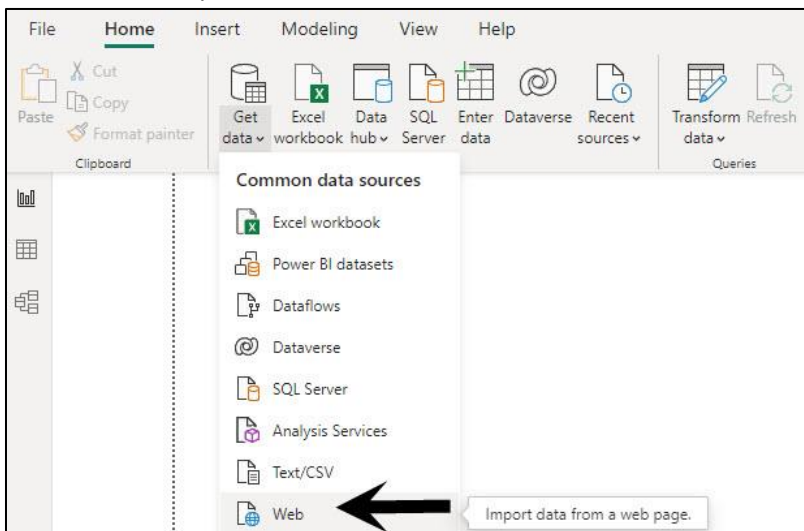 File Home Insert Modeling View Help
Paste
Cut
Copy
Format painter
Clipboard
Get data
Excel workbook
Data hub
SQL Server
Enter data
Dataverse
Recent sources
Transform data
Refresh
Queries
Common data sources
Excel workbook
Power BI datasets
Dataflows
Dataverse
SQL Server
Analysis Services
Text/CSV
Web
Import data from a web page.